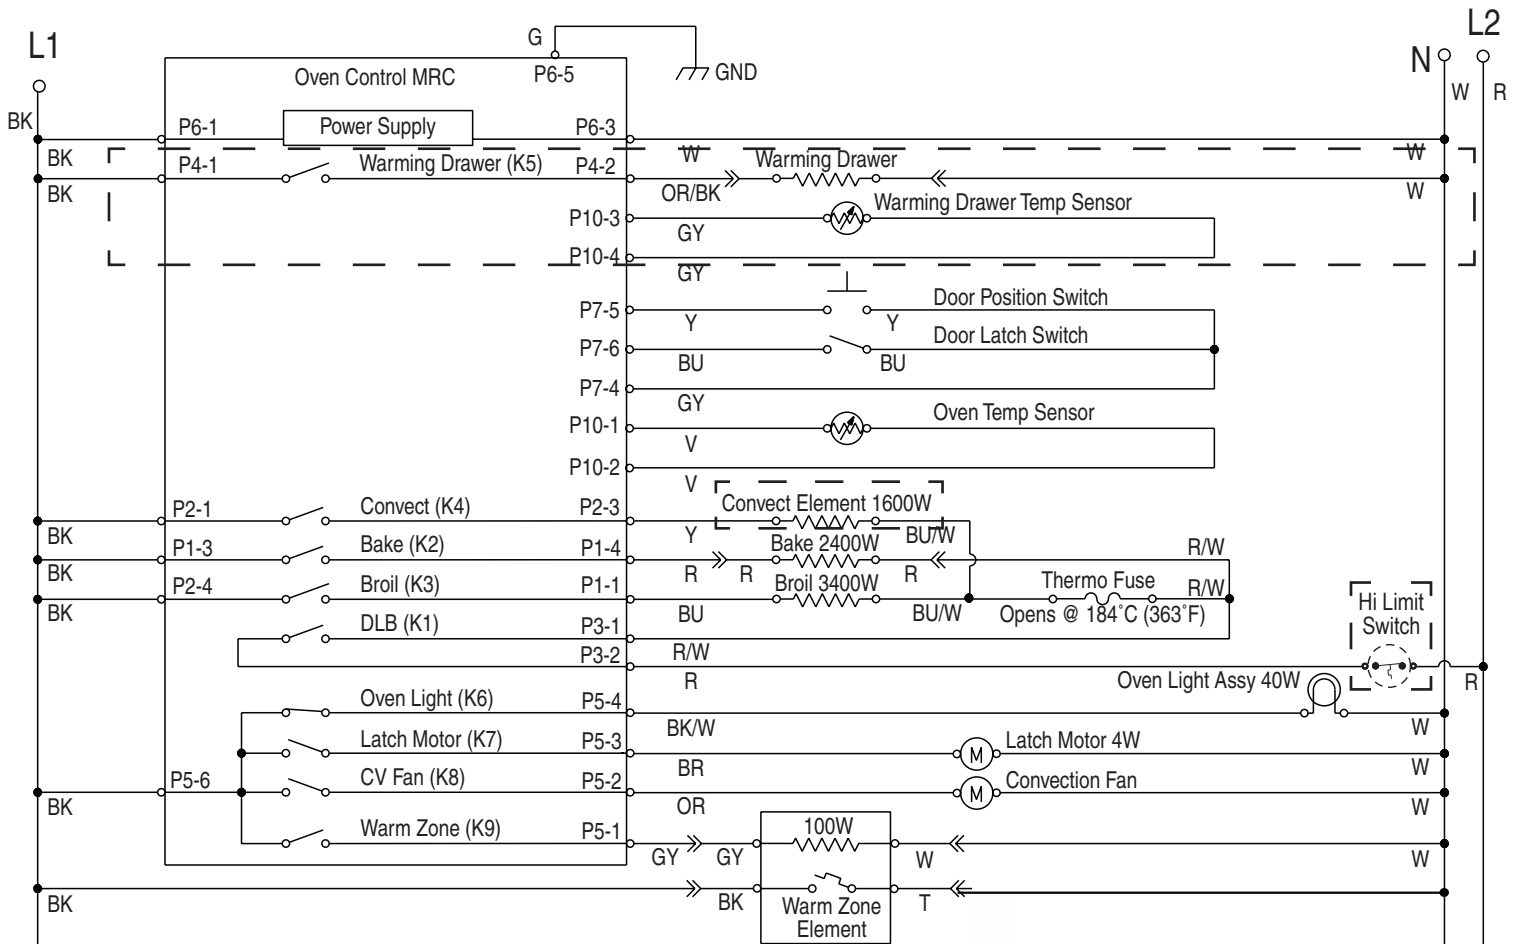 L1
L2
N
G
P6-5
GND
Oven Control MRC
W
R
BK
P6-1
Power Supply
P6-3
BK
W
W
P4-1
Warming Drawer (K5)
P4-2
Warming Drawer
BK
OR/BK
W
P10-3
Warming Drawer Temp Sensor
GY
P10-4
GY
P7-5
Door Position Switch
Y
Y
P7-6
Door Latch Switch
BU
BU
P7-4
GY
P10-1
Oven Temp Sensor
V
P10-2
V
P2-1
Convect (K4)
P2-3
Convect Element 1600W
BK
Y
BU/W
P1-3
Bake (K2)
P1-4
Bake 2400W
R/W
BK
R
R
R
P2-4
Broil (K3)
P1-1
Broil 3400W
Thermo Fuse
R/W
BK
BU
BU/W
Opens @ 184˚C (363˚F)
Hi Limit
Switch
DLB (K1)
P3-1
R/W
P3-2
R
R
Oven Light (K6)
P5-4
Oven Light Assy 40W
BK/W
W
Latch Motor (K7)
P5-3
M
Latch Motor 4W
BR
W
P5-6
CV Fan (K8)
P5-2
M
Convection Fan
BK
OR
W
Warm Zone (K9)
P5-1
100W
GY
GY
W
W
BK
BK
T
Warm Zone
Element